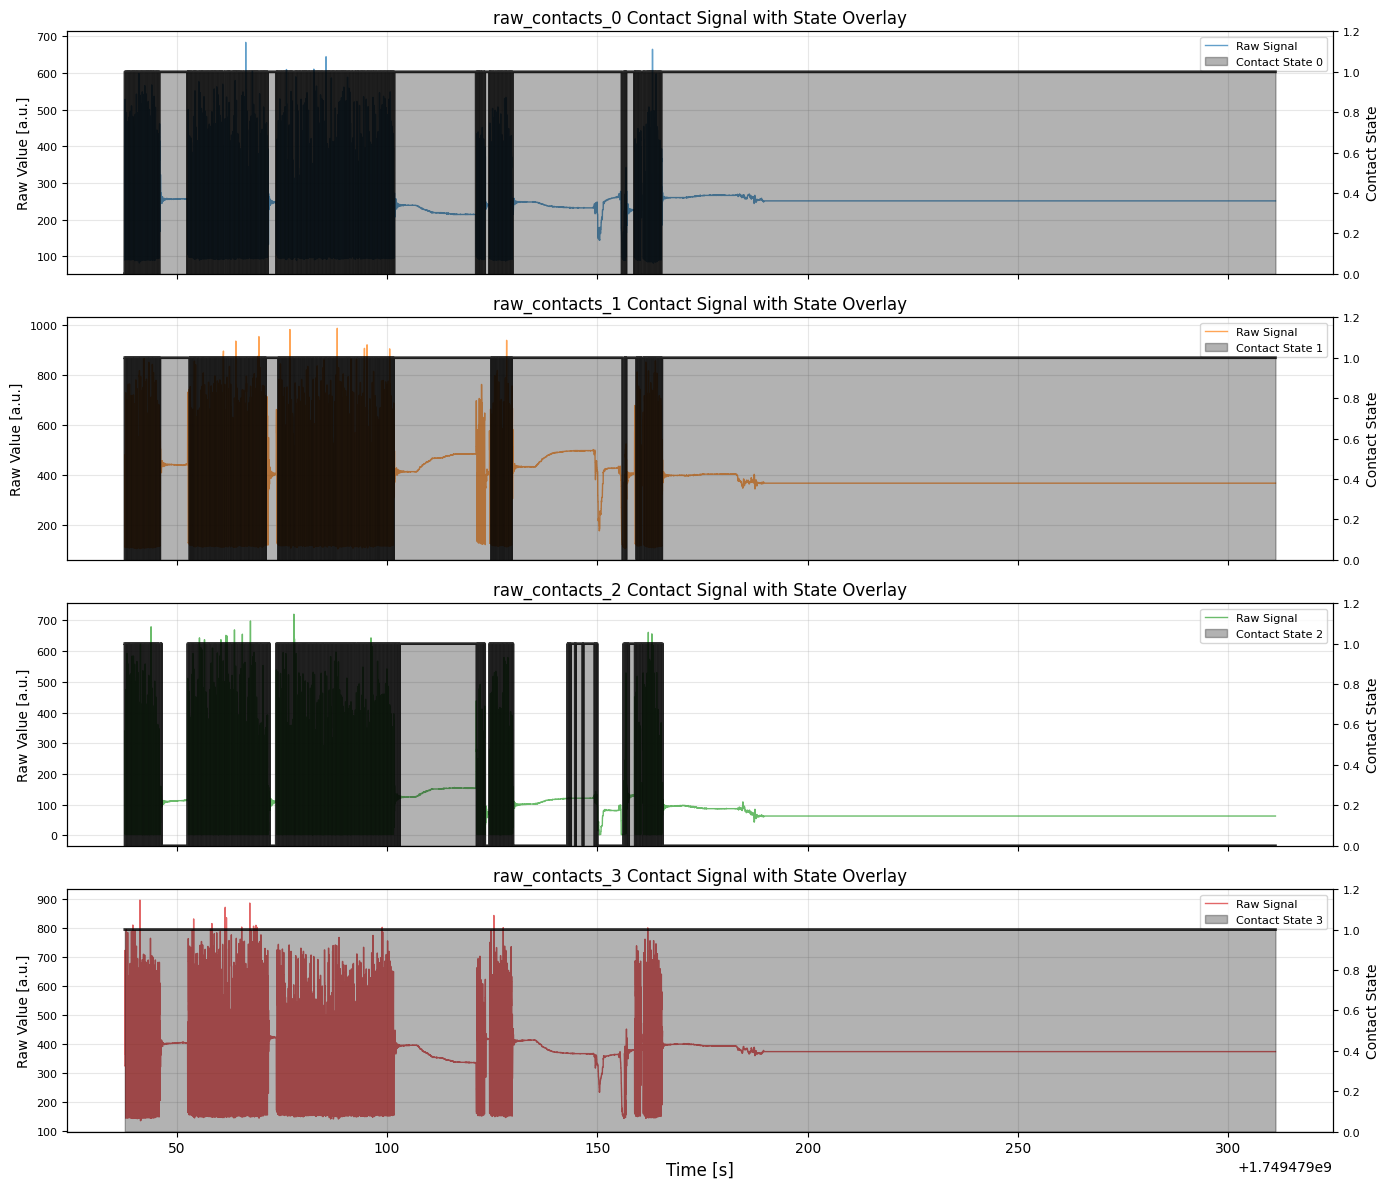 raw_contacts_0 Contact Signal with State Overlay
Raw Value [a.u.]
700
600
500
400
300
200
100
Raw Signal
Contact State 0
1.2
1.0
0.8
0.6
0.4
0.2
0.0
Contact State
raw_contacts_1 Contact Signal with State Overlay
Raw Value [a.u.]
1000
800
600
400
200
Raw Signal
Contact State 1
1.2
1.0
0.8
0.6
0.4
0.2
0.0
Contact State
raw_contacts_2 Contact Signal with State Overlay
Raw Value [a.u.]
700
600
500
400
300
200
100
0
Raw Signal
Contact State 2
1.2
1.0
0.8
0.6
0.4
0.2
0.0
Contact State
raw_contacts_3 Contact Signal with State Overlay
Raw Value [a.u.]
900
800
700
600
500
400
300
200
100
Raw Signal
Contact State 3
1.2
1.0
0.8
0.6
0.4
0.2
0.0
Contact State
50 100 150 200 250 300
Time [s]
+1.749479e9